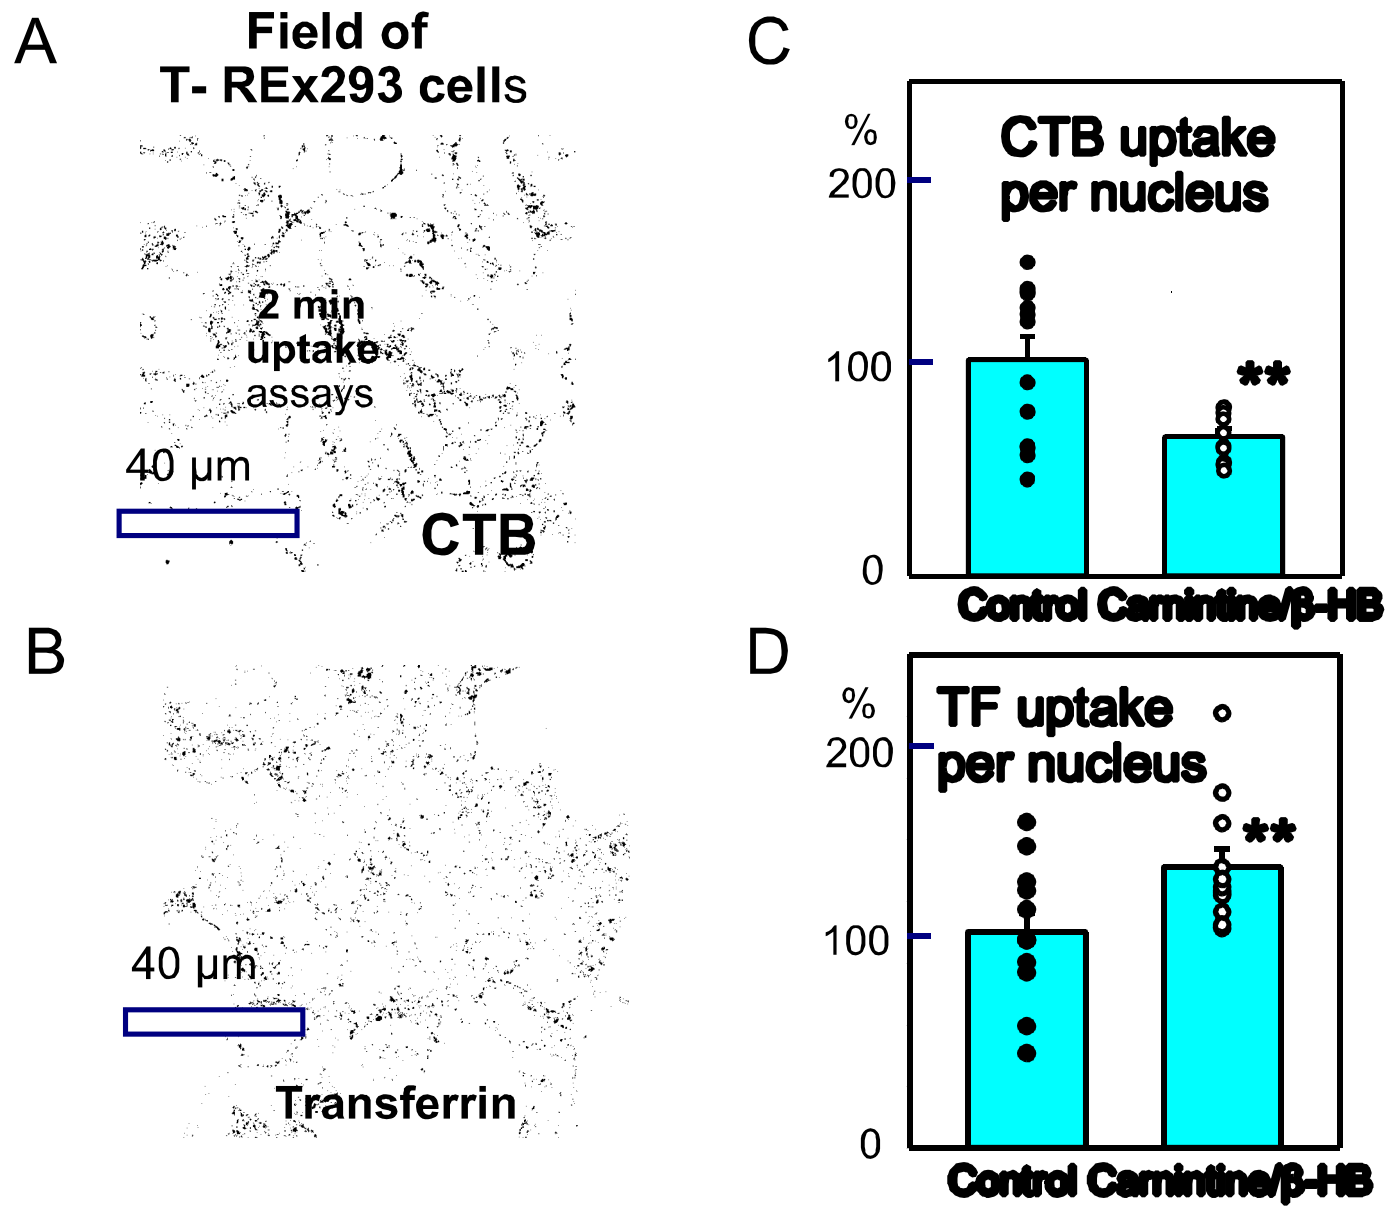 A
Field of
T- REx293 cells
2 min
uptake
assays
40 µm
CTB
B
40 µm
Transferrin
C
%
200
100
0
CTB uptake
per nucleus
**
Control Carnintine/β-HB
D
%
200
100
0
TF uptake
per nucleus
**
Control Carnintine/β-HB